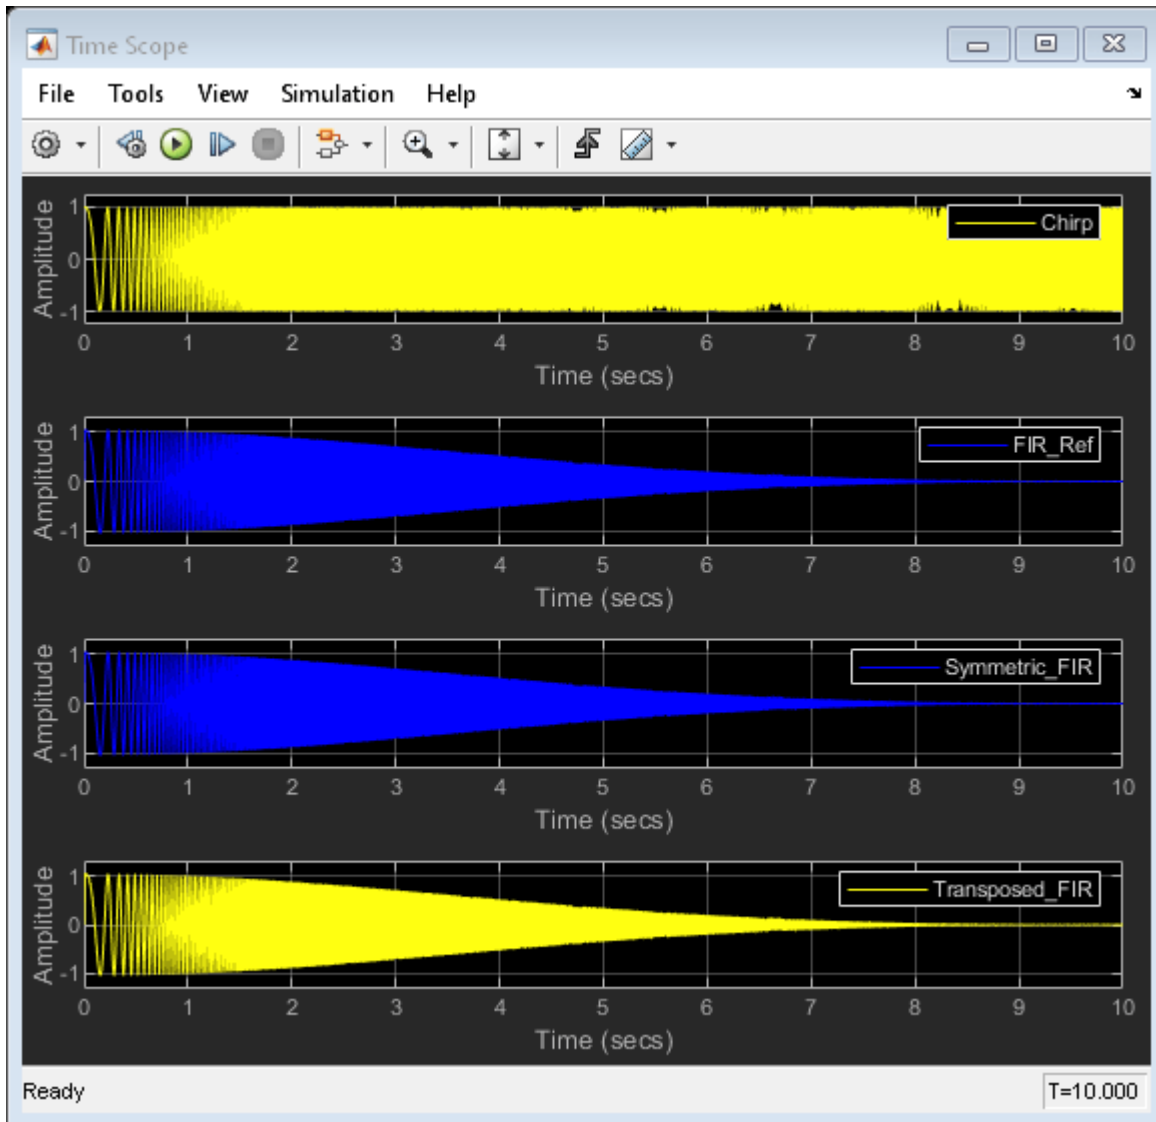 Time Scope
File Tools View Simulation Help
Chirp
Amplitude
1
0
-1
0 1 2 3 4 5 6 7 8 9 10
Time (secs)
FIR_Ref
Amplitude
1
0
-1
0 1 2 3 4 5 6 7 8 9 10
Time (secs)
Symmetric_FIR
Amplitude
1
0
-1
0 1 2 3 4 5 6 7 8 9 10
Time (secs)
Transposed_FIR
Amplitude
1
0
-1
0 1 2 3 4 5 6 7 8 9 10
Time (secs)
Ready T=10.000